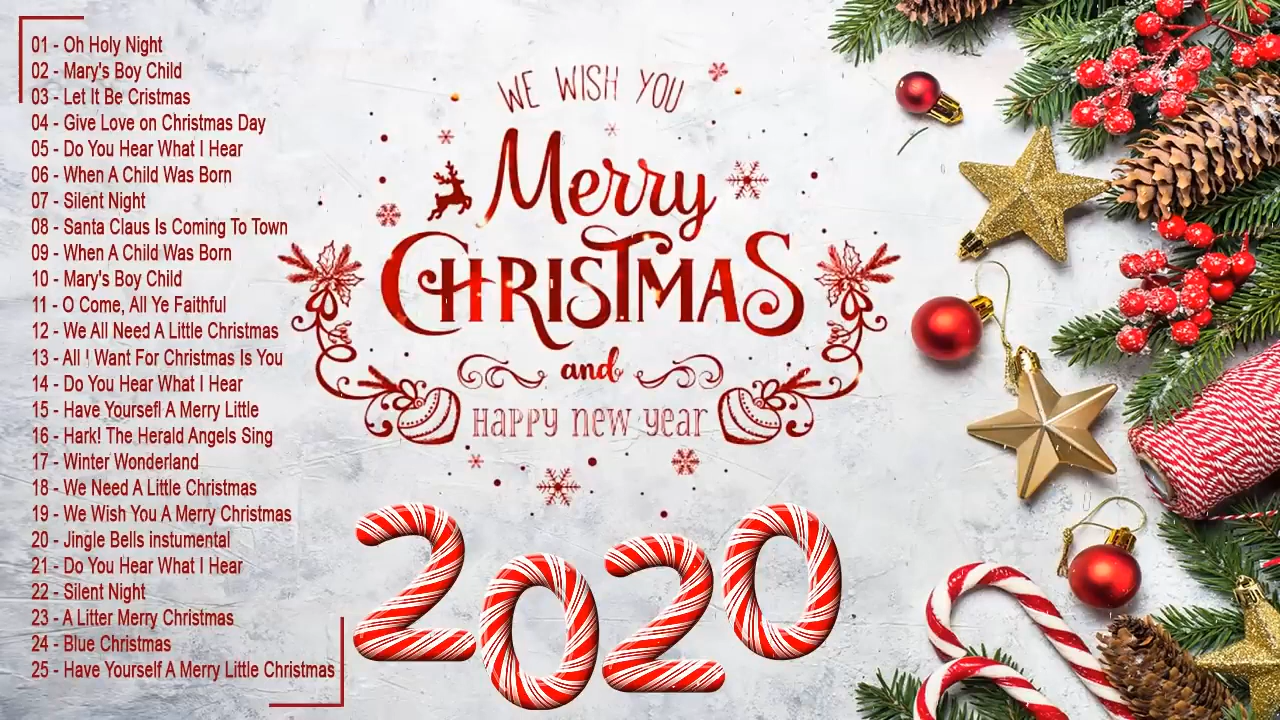 01 - Oh Holy Night
02 - Mary's Boy Child
03 - Let It Be Cristmas
04 - Give Love on Christmas Day
05 - Do You Hear What I Hear
06 - When A Child Was Born
07 - Silent Night
08 - Santa Claus Is Coming To Town
09 - When A Child Was Born
10 - Mary's Boy Child
11 - O Come, All Ye Faithful
12 - We All Need A Little Christmas
13 - All ! Want For Christmas Is You
14 - Do You Hear What I Hear
15 - Have Yoursefl A Merry Little
16 - Hark! The Herald Angels Sing
17 - Winter Wonderland
18 - We Need A Little Christmas
19 - We Wish You A Merry Christmas
20 - Jingle Bells instumental
21 - Do You Hear What I Hear
22 - Silent Night
23 - A Litter Merry Christmas
24 - Blue Christmas
25 - Have Yourself A Merry Little Christmas
WE WISH YOU
Merry
CHRISTMAS
and
Happy new year
2020